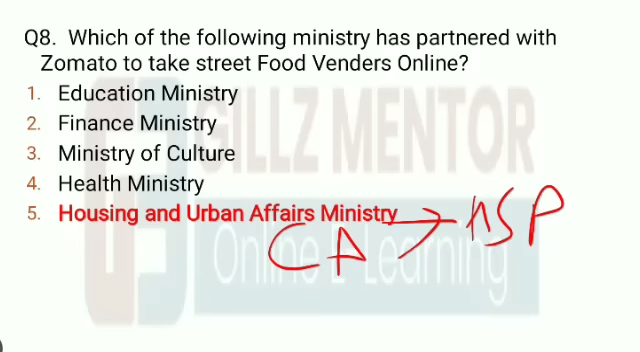 Q8. Which of the following ministry has partnered with
Zomato to take street Food Venders Online?
1. Education Ministry
2. Finance Ministry
3. Ministry of Culture
4. Health Ministry
5. Housing and Urban Affairs Ministry
CA → HSP
GILLZ MENTOR
Online E-Learning